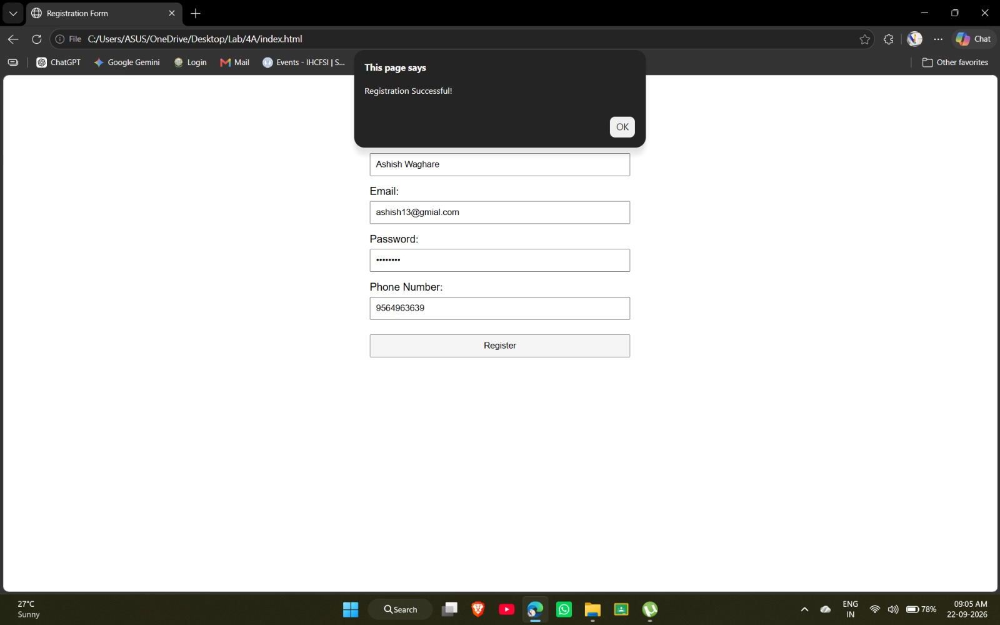 Registration Form
File C:/Users/ASUS/OneDrive/Desktop/Lab/4A/index.html
Chat
ChatGPT Google Gemini Login Mail Events - IHCFSI | S... Other favorites
This page says
Registration Successful!
OK
Ashish Waghare
Email:
ashish13@gmial.com
Password:
••••••••
Phone Number:
9564963639
Register
27°C
Sunny
Search
ENG
IN
78%
09:05 AM
22-09-2026